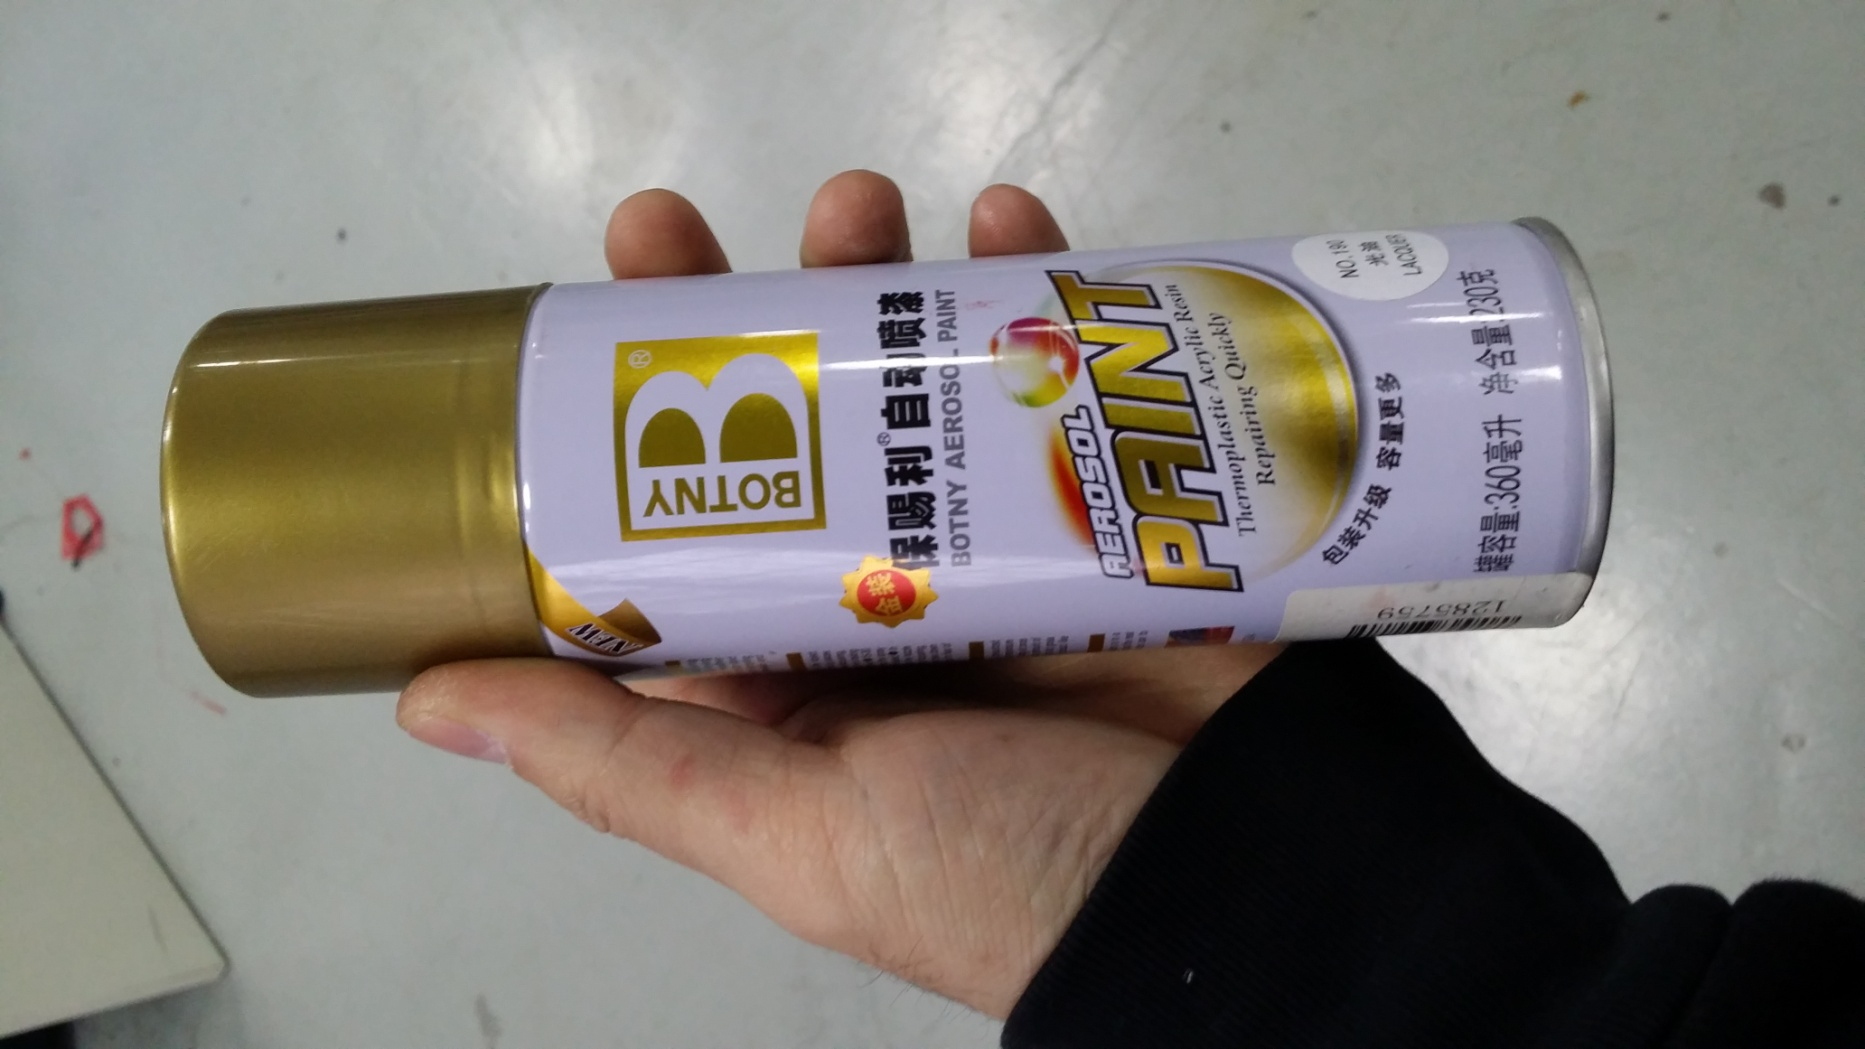 BOTNY
B®
保赐利®自动喷漆
BOTNY AEROSOL PAINT
金装
NEW
AEROSOL
PAINT
Thermoplastic Acrylic Resin
Repairing Quickly
NO.190
光油
LACQUER
包装升级 容量更多
罐容量:360毫升 净含量:230克
1285759